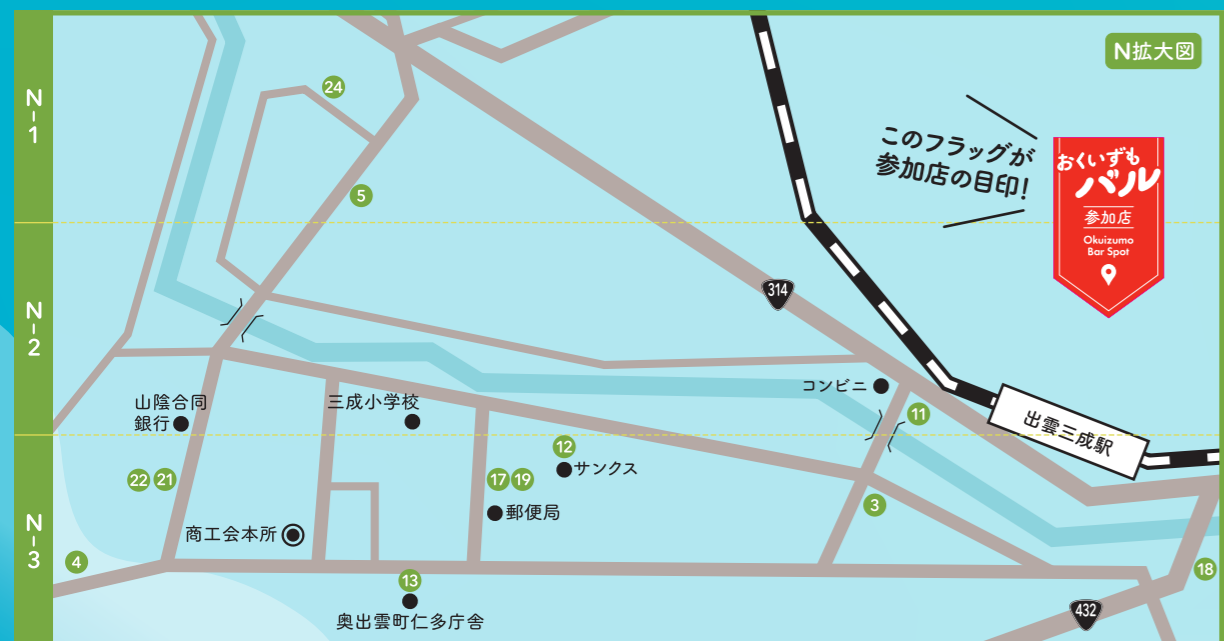 N拡大図
N-1
24
5
このフラッグが
参加店の目印!
おくいずも
バル
参加店
Okuizumo
Bar Spot
N-2
314
コンビニ
11
出雲三成駅
山陰合同
銀行
三成小学校
12
サンクス
22 21
17 19
郵便局
3
N-3
商工会本所
4
13
奥出雲町仁多庁舎
18
432